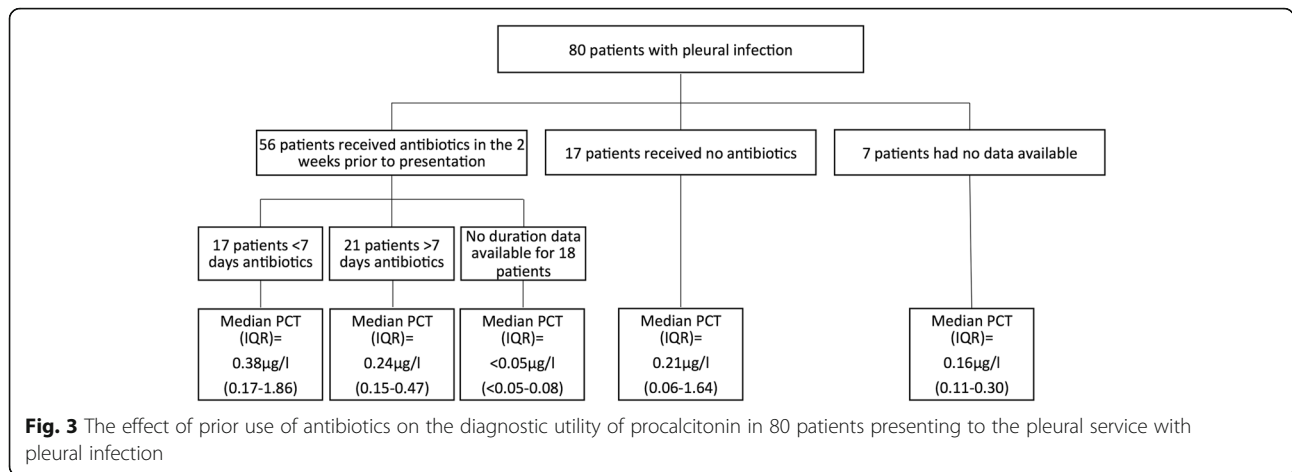 80 patients with pleural infection
56 patients received antibiotics in the 2
weeks prior to presentation
17 patients received no antibiotics
7 patients had no data available
17 patients <7
days antibiotics
21 patients >7
days antibiotics
No duration data
available for 18
patients
Median PCT
(IQR)=
0.38µg/l
(0.17-1.86)
Median PCT
(IQR)=
0.24µg/l
(0.15-0.47)
Median PCT
(IQR)=
<0.05µg/l
(<0.05-0.08)
Median PCT
(IQR)=
0.21µg/l
(0.06-1.64)
Median PCT
(IQR)=
0.16µg/l
(0.11-0.30)
Fig. 3 The effect of prior use of antibiotics on the diagnostic utility of procalcitonin in 80 patients presenting to the pleural service with
pleural infection